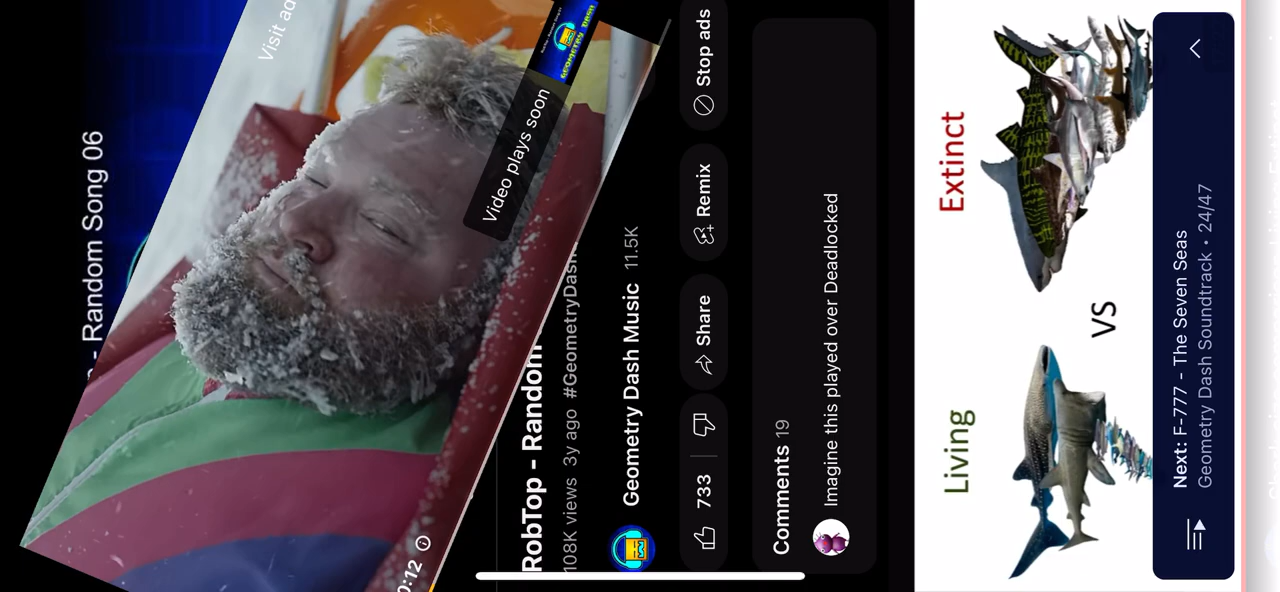 - Random Song 06
Visit ad
Video plays soon
GEOMETRY DASH
0:12
RobTop - Random
108K views 3y ago #GeometryDash
Geometry Dash Music 11.5K
733
Share
Remix
Stop ads
Comments 19
Imagine this played over Deadlocked
Living
VS
Extinct
Next: F-777 - The Seven Seas
Geometry Dash Soundtrack • 24/47